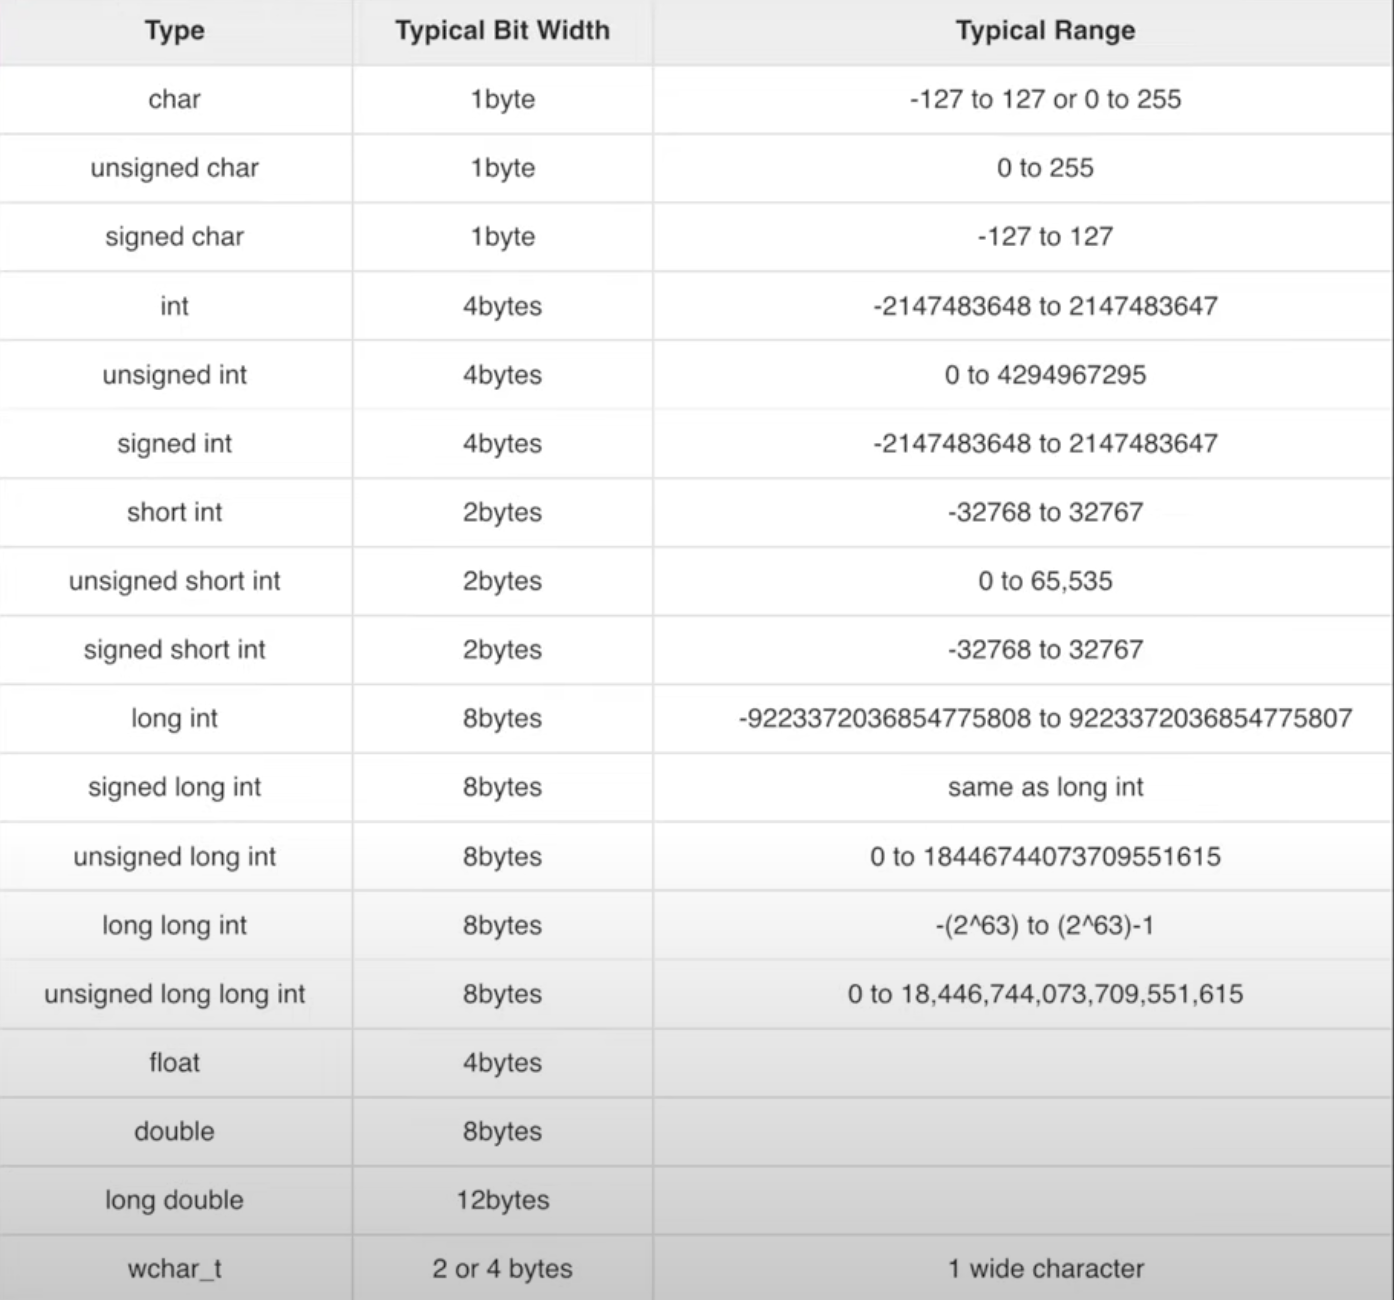 Type Typical Bit Width Typical Range
char 1byte -127 to 127 or 0 to 255
unsigned char 1byte 0 to 255
signed char 1byte -127 to 127
int 4bytes -2147483648 to 2147483647
unsigned int 4bytes 0 to 4294967295
signed int 4bytes -2147483648 to 2147483647
short int 2bytes -32768 to 32767
unsigned short int 2bytes 0 to 65,535
signed short int 2bytes -32768 to 32767
long int 8bytes -9223372036854775808 to 9223372036854775807
signed long int 8bytes same as long int
unsigned long int 8bytes 0 to 18446744073709551615
long long int 8bytes -(2^63) to (2^63)-1
unsigned long long int 8bytes 0 to 18,446,744,073,709,551,615
float 4bytes
double 8bytes
long double 12bytes
wchar_t 2 or 4 bytes 1 wide character